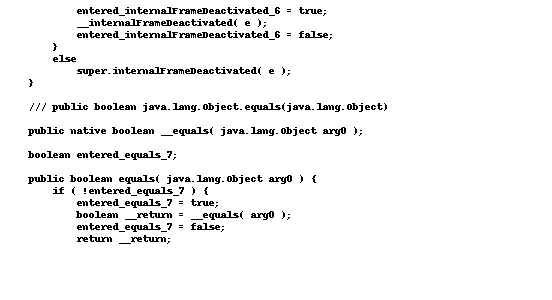 entered_internalFrameDeactivated_6 = true;
__internalFrameDeactivated( e );
entered_internalFrameDeactivated_6 = false;
}
else
super.internalFrameDeactivated( e );
}
/// public boolean java.lang.Object.equals(java.lang.Object)
public native boolean __equals( java.lang.Object arg0 );
boolean entered_equals_7;
public boolean equals( java.lang.Object arg0 ) {
if ( !entered_equals_7 ) {
entered_equals_7 = true;
boolean __return = __equals( arg0 );
entered_equals_7 = false;
return __return;